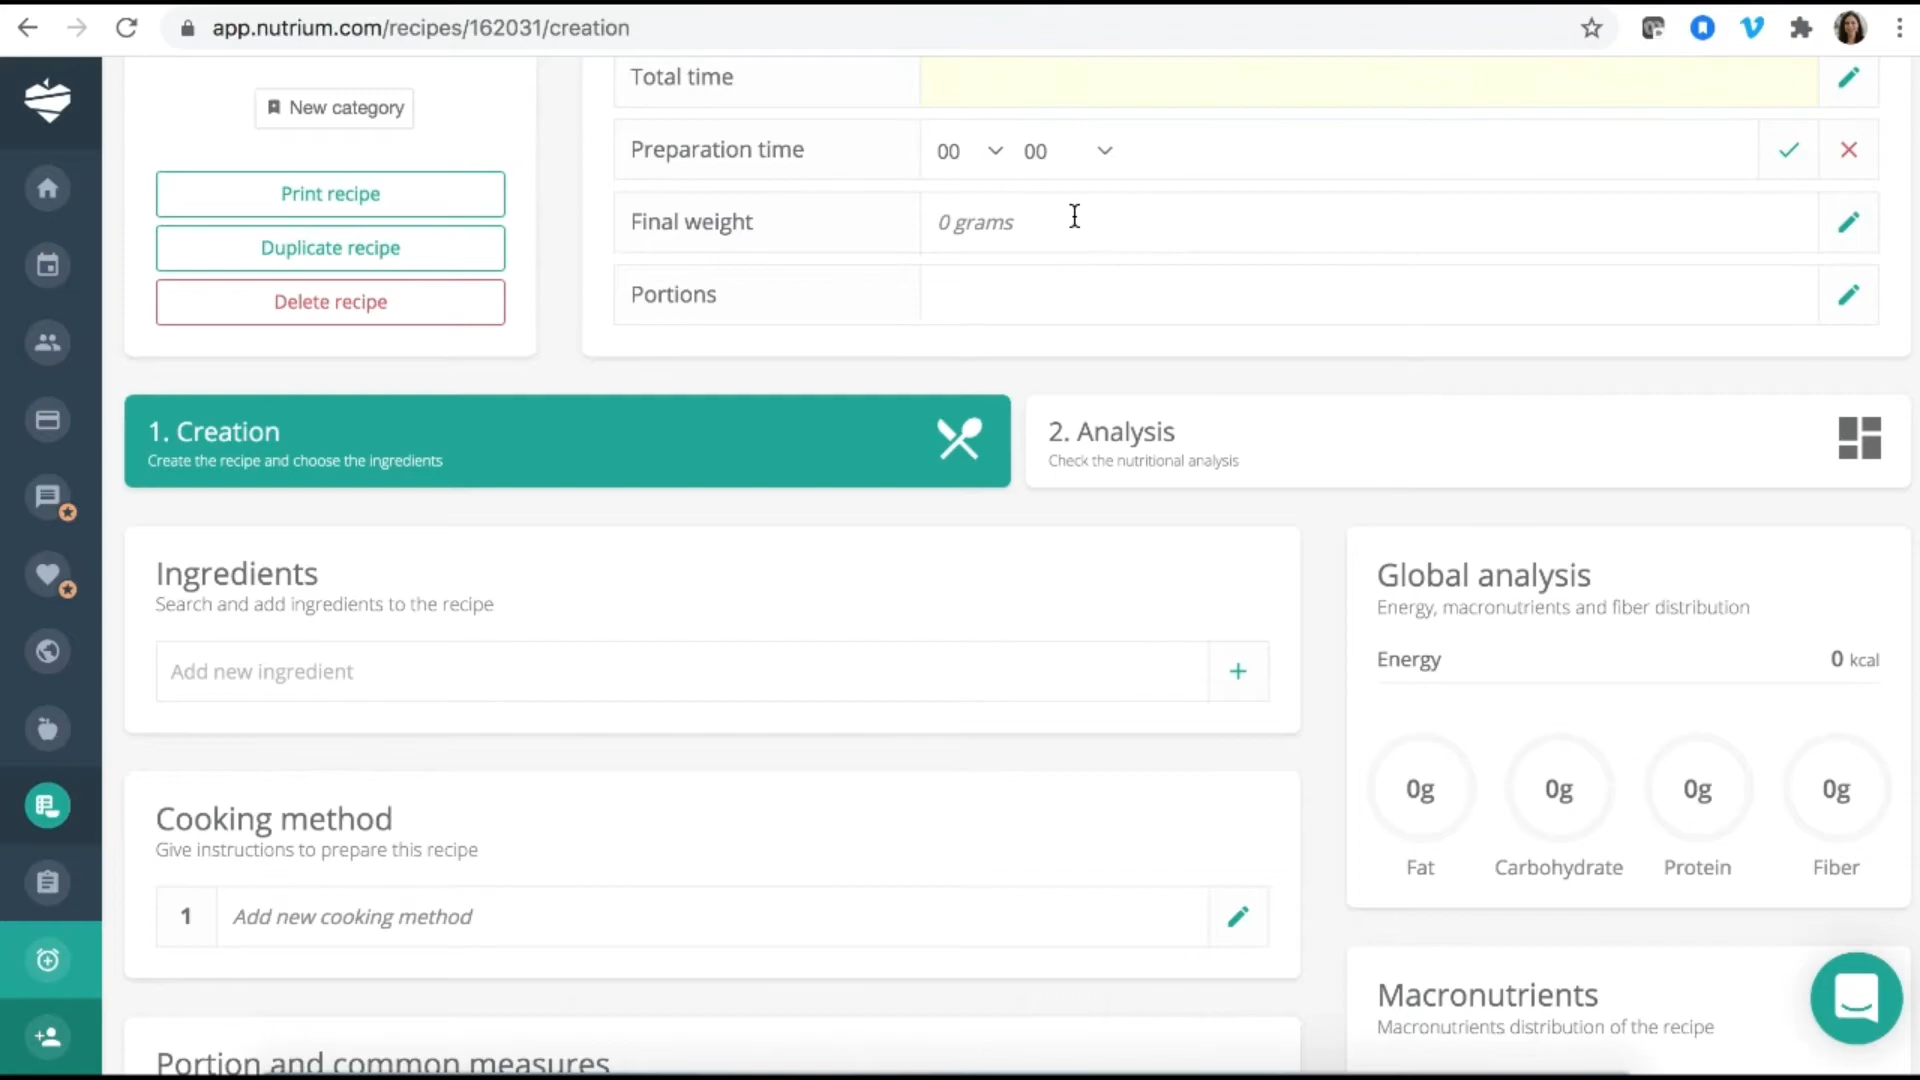 app.nutrium.com/recipes/162031/creation
New category
Print recipe
Duplicate recipe
Delete recipe
Total time
Preparation time
00 00
Final weight
0 grams
Portions
1. Creation
Create the recipe and choose the ingredients
2. Analysis
Check the nutritional analysis
Ingredients
Search and add ingredients to the recipe
Add new ingredient
Cooking method
Give instructions to prepare this recipe
1 Add new cooking method
Portion and common measures
Global analysis
Energy, macronutrients and fiber distribution
Energy 0 kcal
0g 0g 0g 0g
Fat Carbohydrate Protein Fiber
Macronutrients
Macronutrients distribution of the recipe